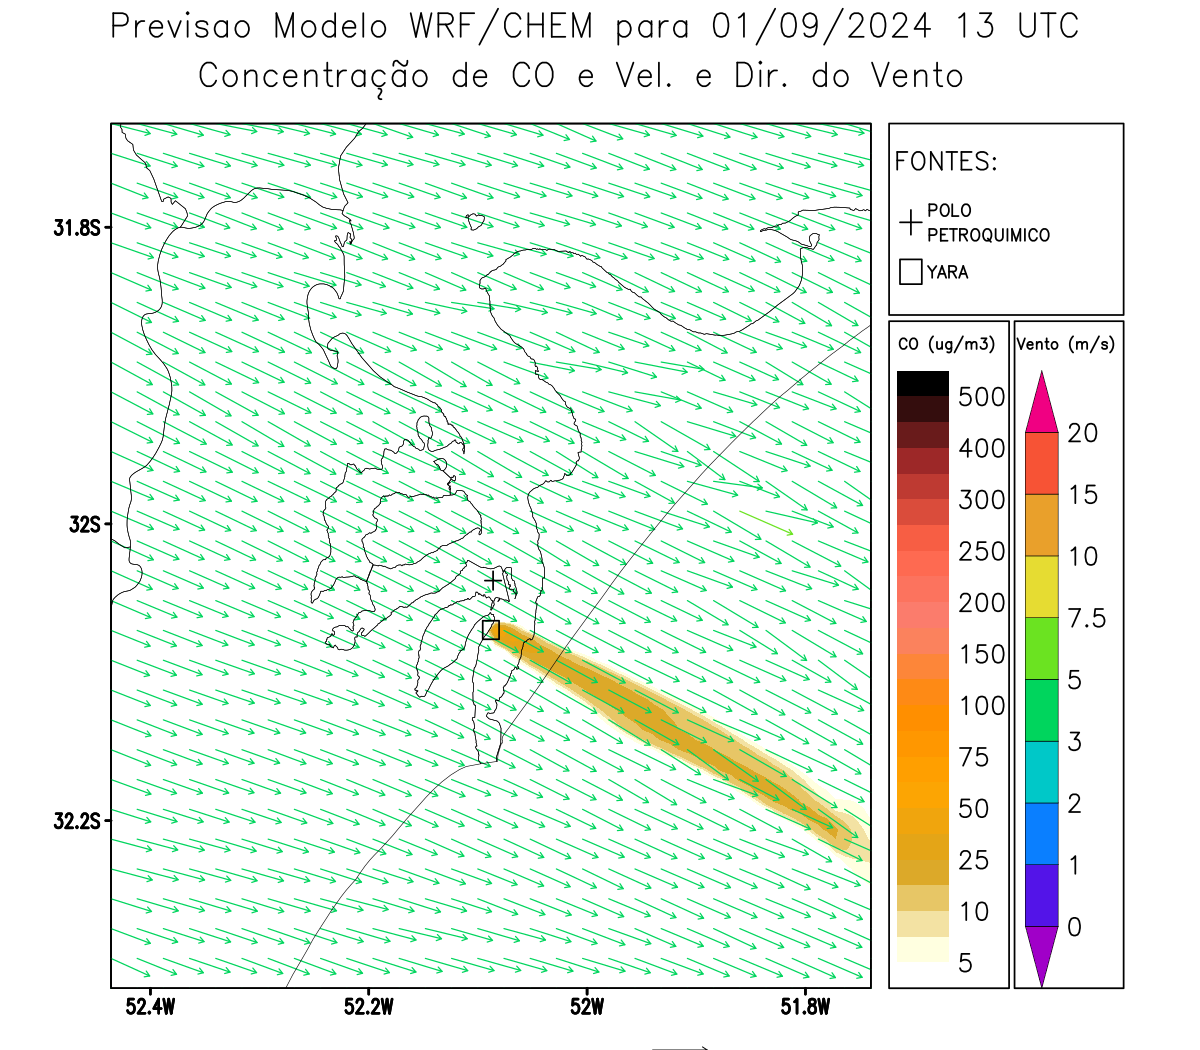 Previsao Modelo WRF/CHEM para 01/09/2024 13 UTC
Concentração de CO e Vel. e Dir. do Vento
FONTES:
POLO
PETROQUIMICO
YARA
CO (ug/m3)
500
400
300
250
200
150
100
75
50
25
10
5
Vento (m/s)
20
15
10
7.5
5
3
2
1
0
31.8S
32S
32.2S
52.4W
52.2W
52W
51.8W